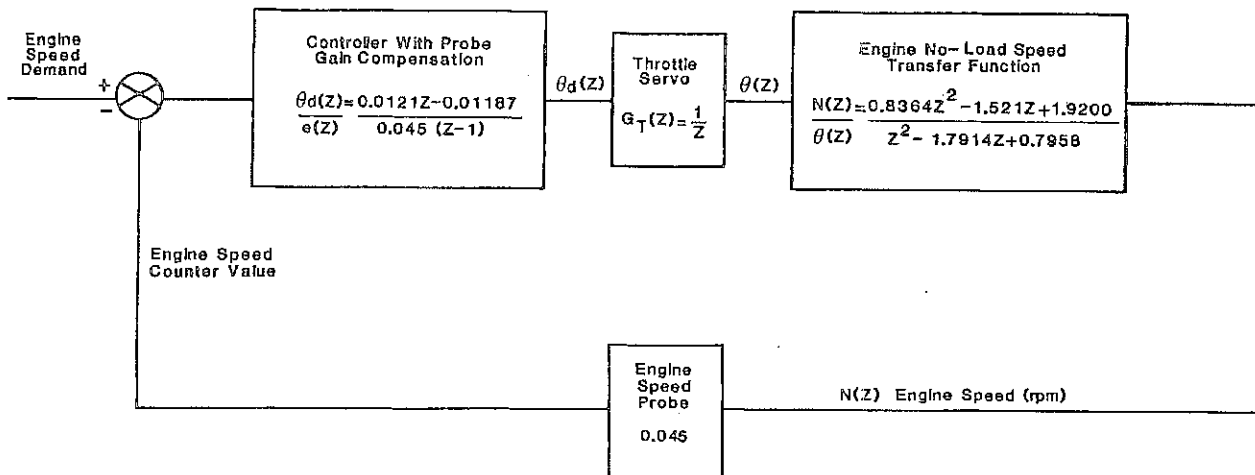 Engine
Speed
Demand
+
−
Controller With Probe
Gain Compensation
θd(Z)=0.0121Z-0.01187
e(Z) 0.045 (Z-1)
θd(Z)
Throttle
Servo
G_T(Z)=1
Z
θ(Z)
Engine No-Load Speed
Transfer Function
N(Z)=0.8364Z²-1.521Z+1.9200
θ(Z) Z²- 1.7914Z+0.7958
Engine Speed
Counter Value
Engine
Speed
Probe
0.045
N(Z) Engine Speed (rpm)